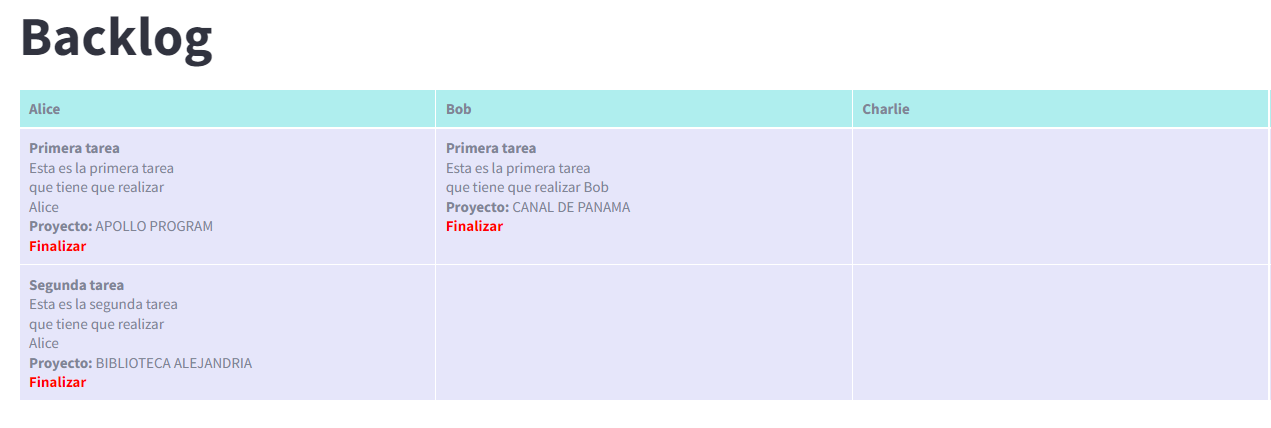 Backlog
Alice
Bob
Charlie
Primera tarea
Esta es la primera tarea
que tiene que realizar
Alice
Proyecto: APOLLO PROGRAM
Finalizar
Primera tarea
Esta es la primera tarea
que tiene que realizar Bob
Proyecto: CANAL DE PANAMA
Finalizar
Segunda tarea
Esta es la segunda tarea
que tiene que realizar
Alice
Proyecto: BIBLIOTECA ALEJANDRIA
Finalizar